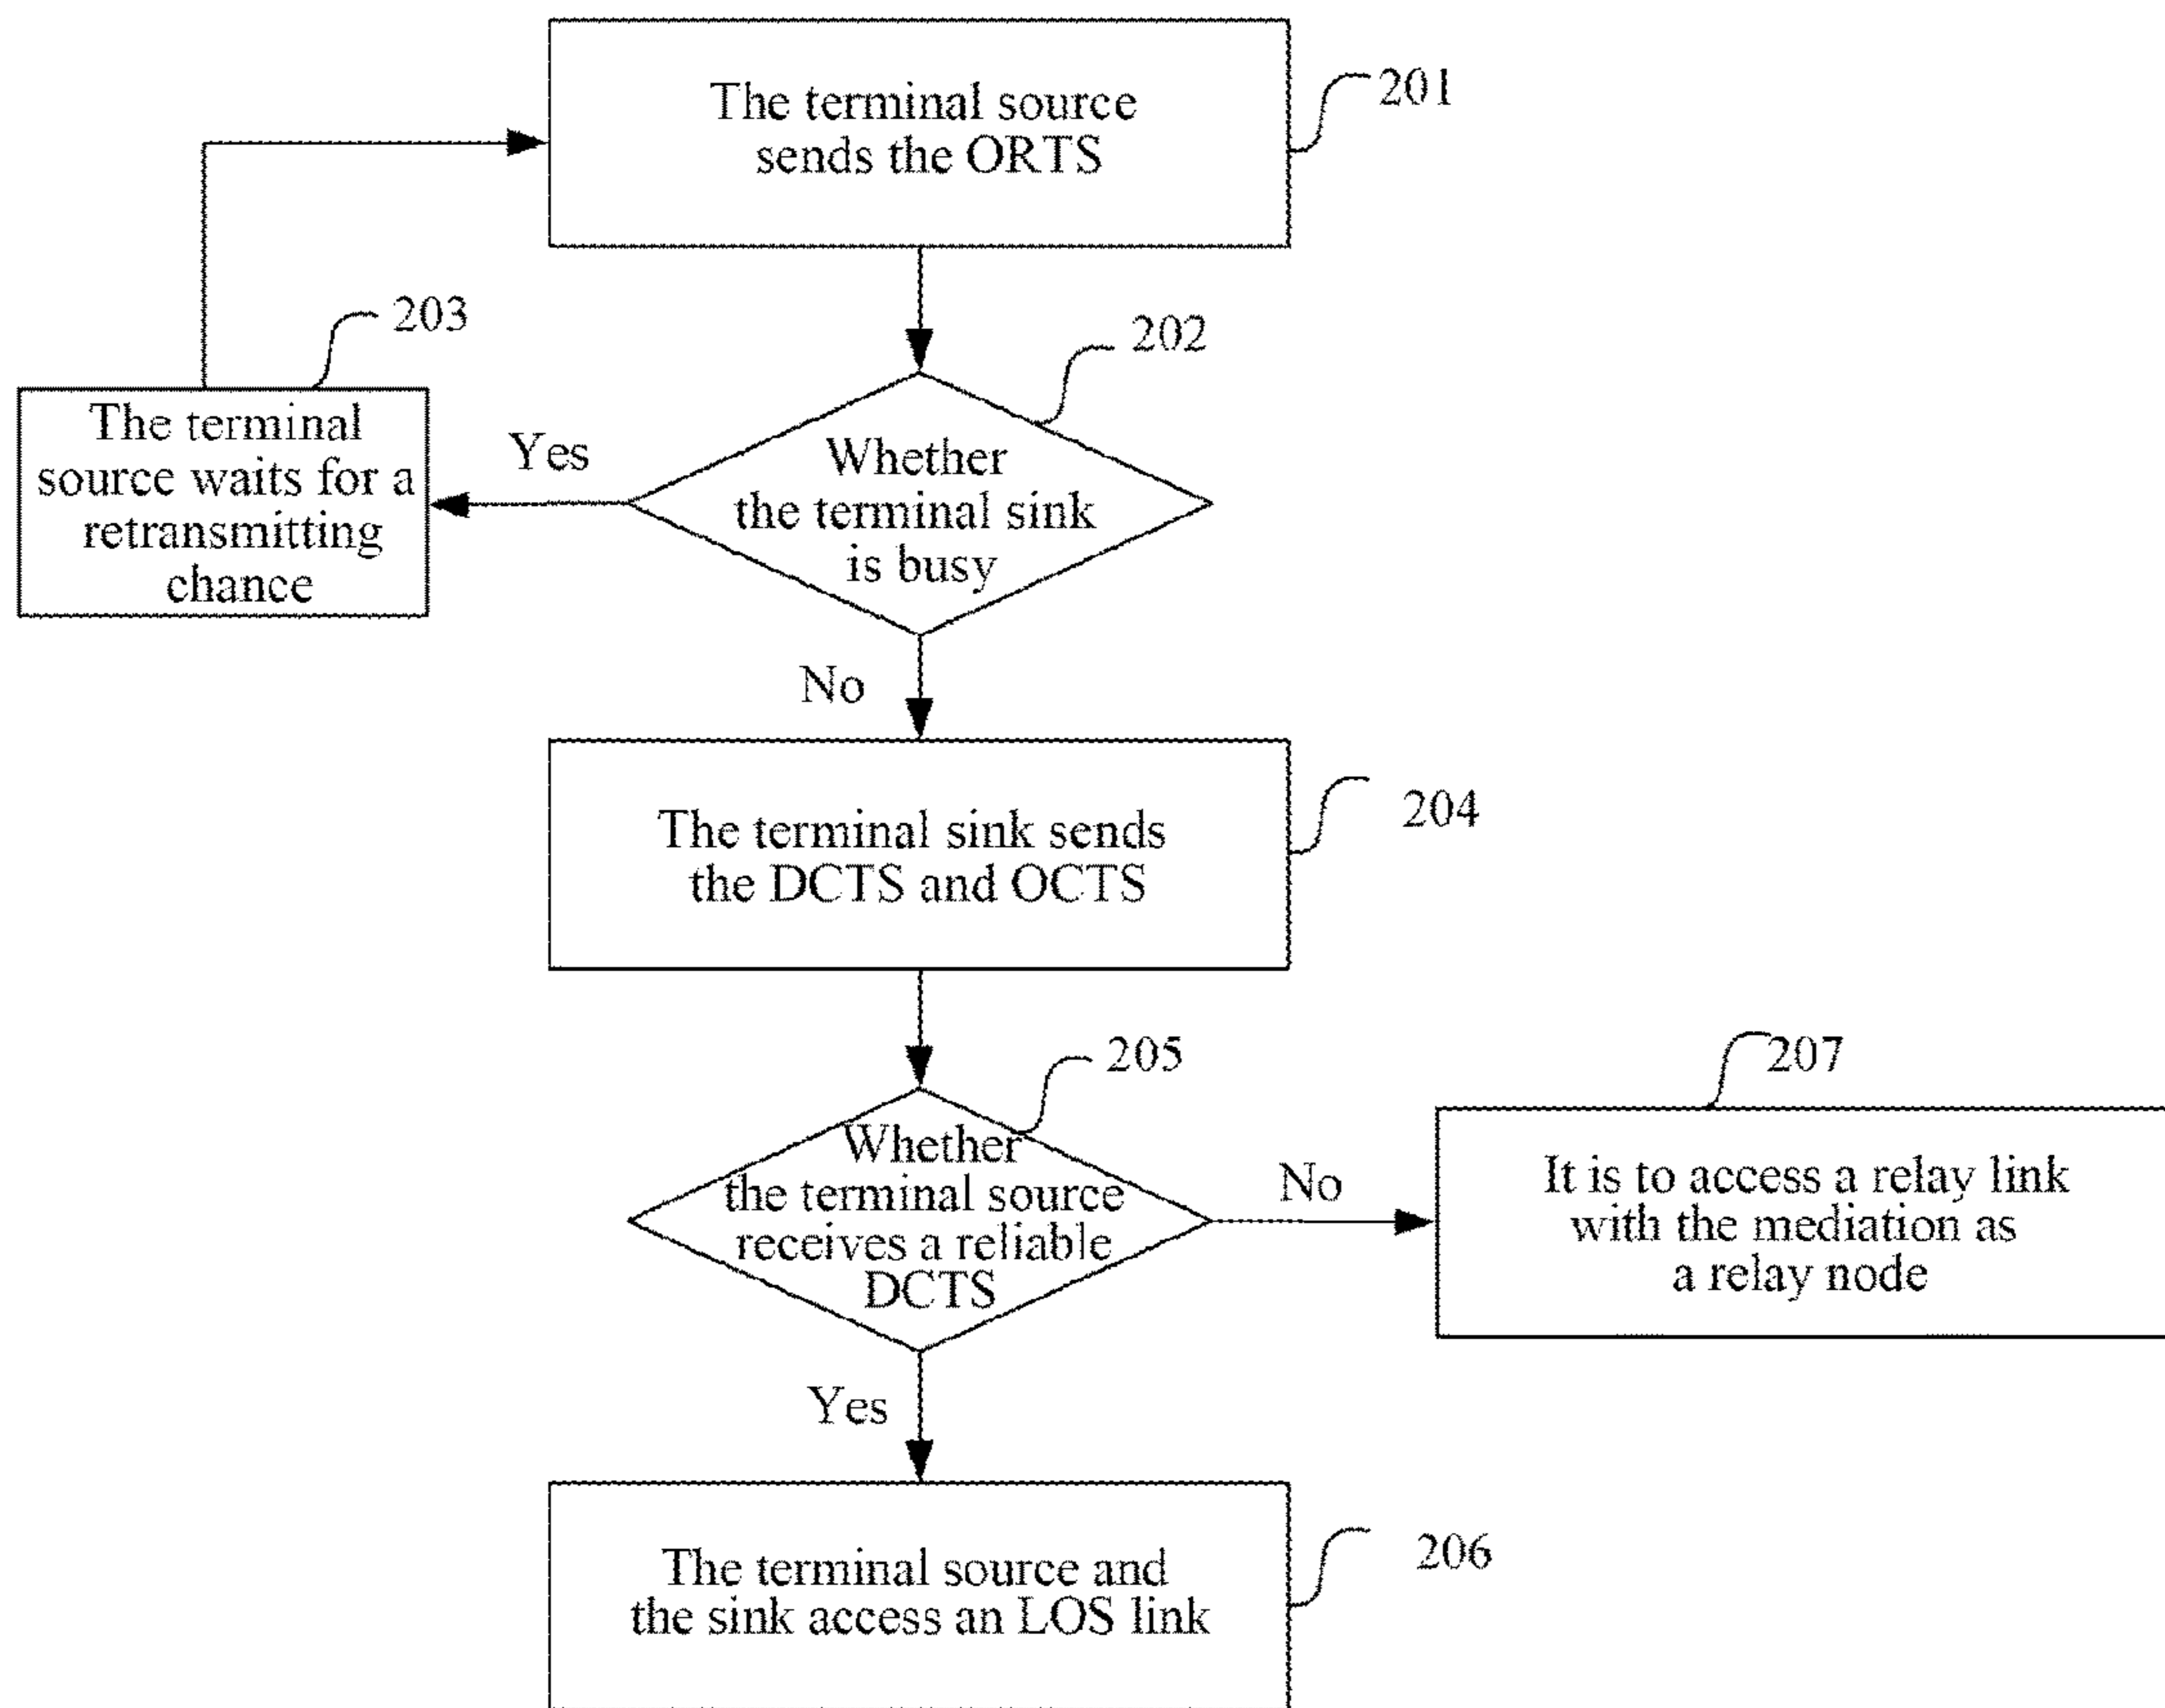 The terminal source
sends the ORTS
201
203
202
The terminal
source waits for a
retransmitting
chance
Yes
Whether
the terminal sink
is busy
No
The terminal sink sends
the DCTS and OCTS
204
205
207
Whether
the terminal source
receives a reliable
DCTS
No
It is to access a relay link
with the mediation as
a relay node
Yes
The terminal source and
the sink access an LOS link
206